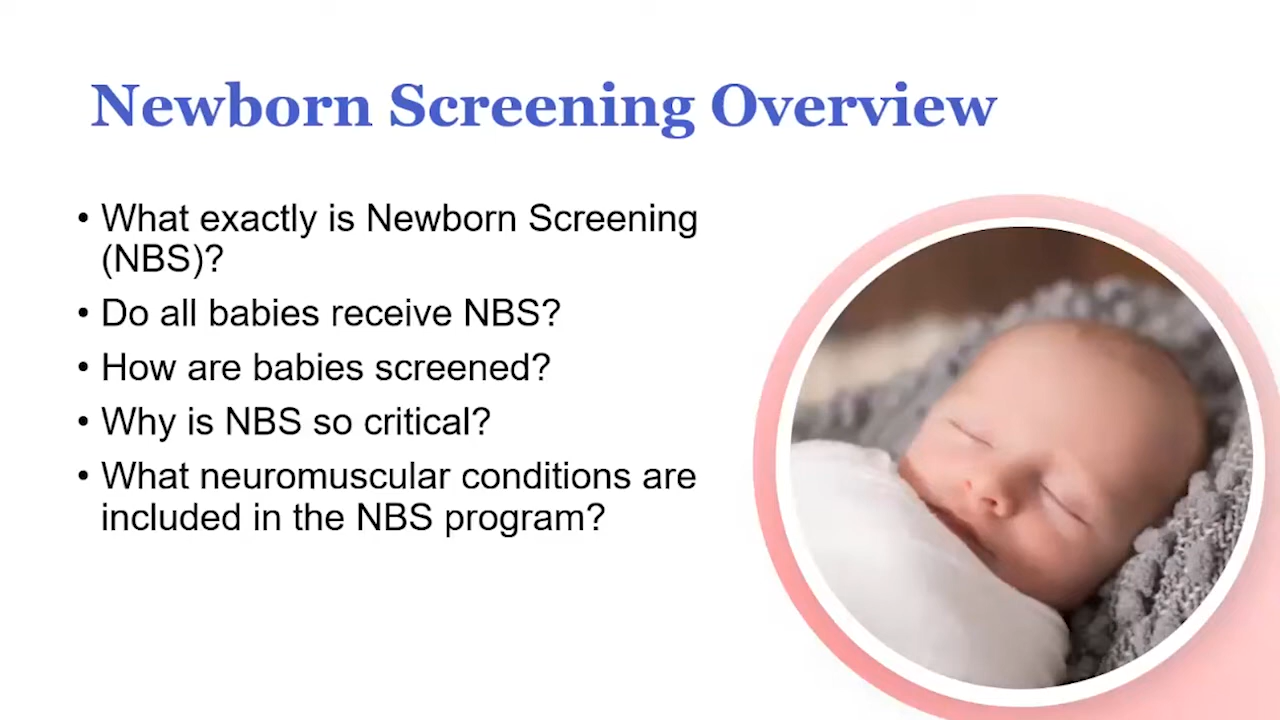 Newborn Screening Overview
• What exactly is Newborn Screening
(NBS)?
• Do all babies receive NBS?
• How are babies screened?
• Why is NBS so critical?
• What neuromuscular conditions are
included in the NBS program?